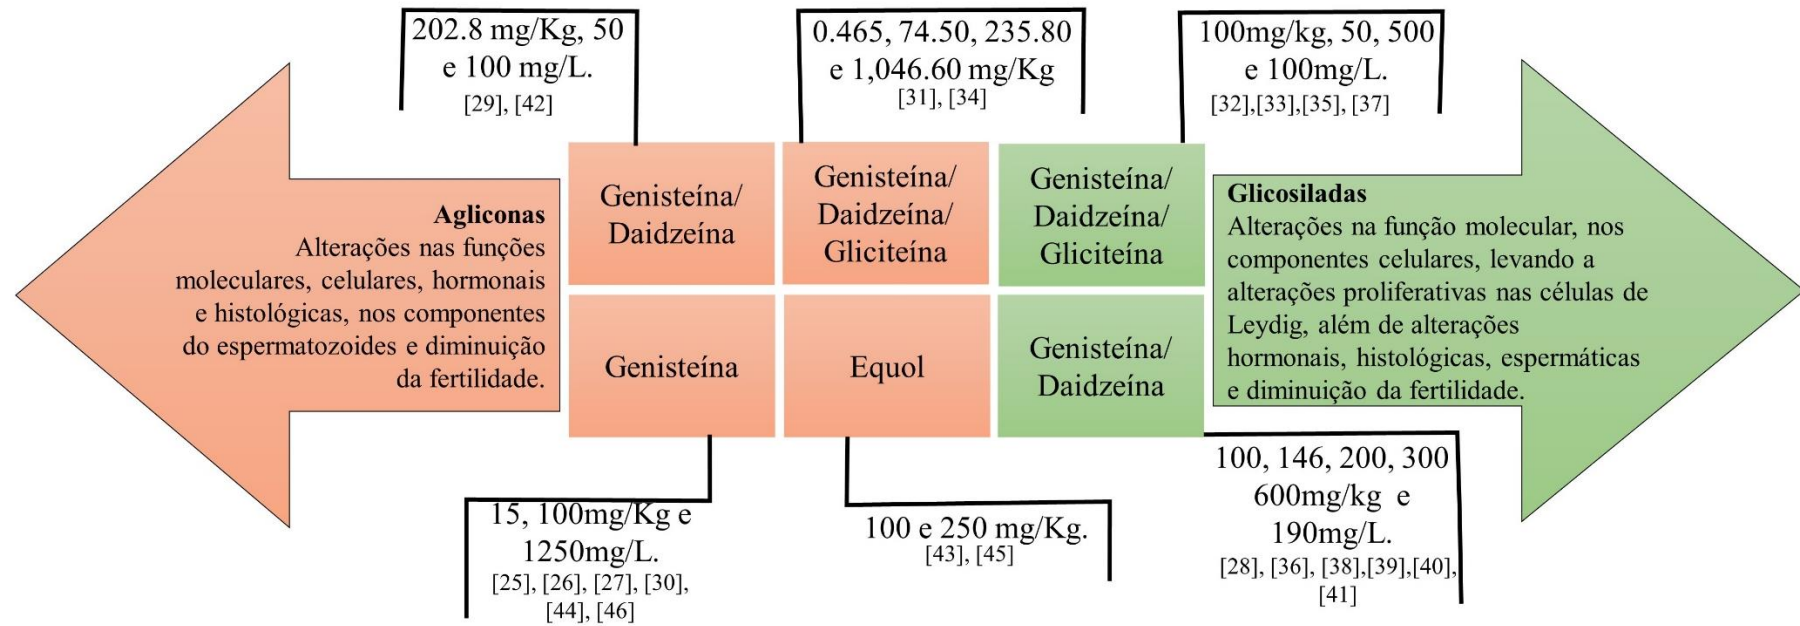 202.8 mg/Kg, 50
e 100 mg/L.
[29], [42]
0.465, 74.50, 235.80
e 1,046.60 mg/Kg
[31], [34]
100mg/kg, 50, 500
e 100mg/L.
[32],[33],[35], [37]
Agliconas
Alterações nas funções
moleculares, celulares, hormonais
e histológicas, nos componentes
do espermatozoides e diminuição
da fertilidade.
Genisteína/
Daidzeína
Genisteína/
Daidzeína/
Gliciteína
Genisteína/
Daidzeína/
Gliciteína
Genisteína
Equol
Genisteína/
Daidzeína
Glicosiladas
Alterações na função molecular, nos
componentes celulares, levando a
alterações proliferativas nas células de
Leydig, além de alterações
hormonais, histológicas, espermáticas
e diminuição da fertilidade.
15, 100mg/Kg e
1250mg/L.
[25], [26], [27], [30],
[44], [46]
100 e 250 mg/Kg.
[43], [45]
100, 146, 200, 300
600mg/kg e
190mg/L.
[28], [36], [38],[39],[40],
[41]